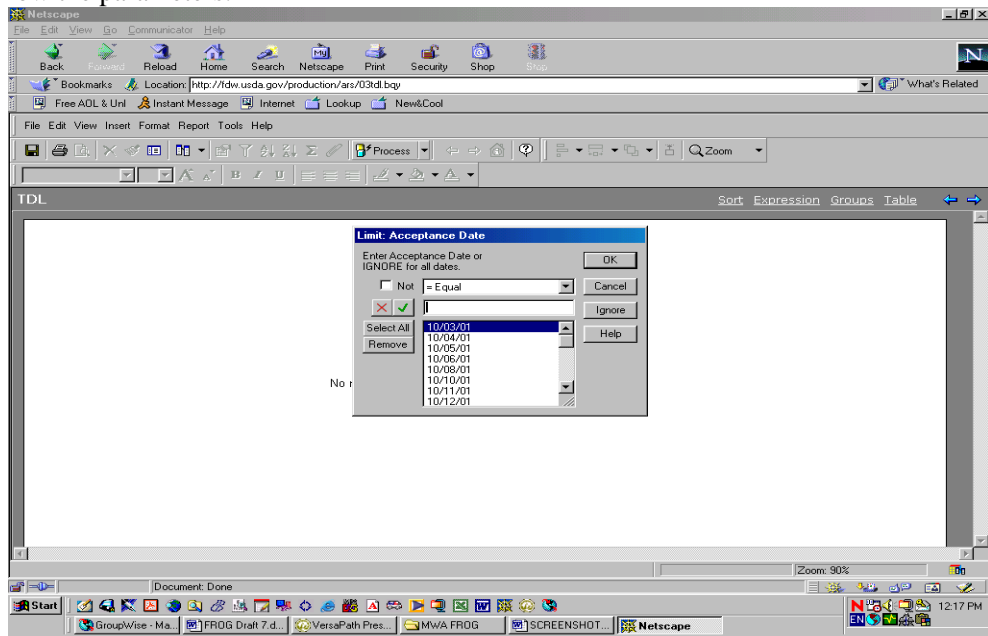 Netscape
File Edit View Go Communicator Help
Back Forward Reload Home Search Netscape Print Security Shop Stop
My
N
Bookmarks Location: http://fdw.usda.gov/production/ars/03tdl.bqy What's Related
Free AOL & Unl Instant Message Internet Lookup New&Cool
File Edit View Insert Format Report Tools Help
Process Zoom
B I U
TDL Sort Expression Groups Table
Limit: Acceptance Date
Enter Acceptance Date or
IGNORE for all dates.
OK
Not = Equal Cancel
Ignore
Select All
Remove
Help
10/03/01
10/04/01
10/05/01
10/06/01
10/08/01
10/10/01
10/11/01
10/12/01
No r
Zoom: 90%
Document: Done
Start 12:17 PM
EN
GroupWise - Ma... FROG Draft 7.d... VersaPath Pres... MWA FROG SCREENSHOT... Netscape